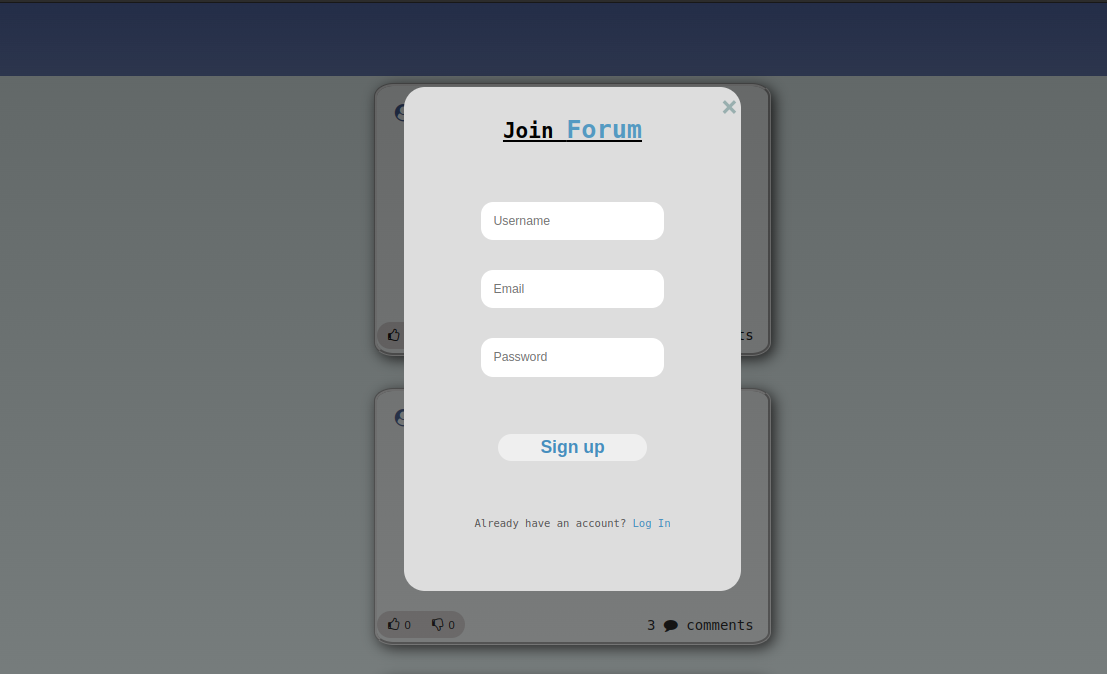 ×
Join Forum
Username
Email
ts
Password
Sign up
Already have an account? Log In
0 0 3 comments